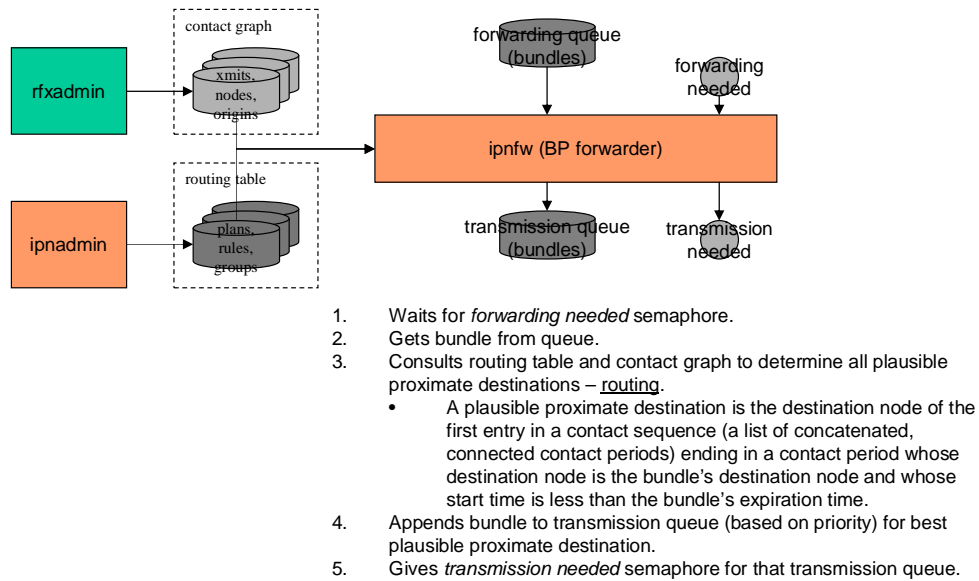 contact graph
xmits,
nodes,
origins
rfxadmin
forwarding queue
(bundles)
forwarding
needed
ipnfw (BP forwarder)
routing table
plans,
rules,
groups
ipnadmin
transmission queue
(bundles)
transmission
needed
1. Waits for forwarding needed semaphore.
2. Gets bundle from queue.
3. Consults routing table and contact graph to determine all plausible
proximate destinations – routing.
• A plausible proximate destination is the destination node of the
first entry in a contact sequence (a list of concatenated,
connected contact periods) ending in a contact period whose
destination node is the bundle's destination node and whose
start time is less than the bundle's expiration time.
4. Appends bundle to transmission queue (based on priority) for best
plausible proximate destination.
5. Gives transmission needed semaphore for that transmission queue.